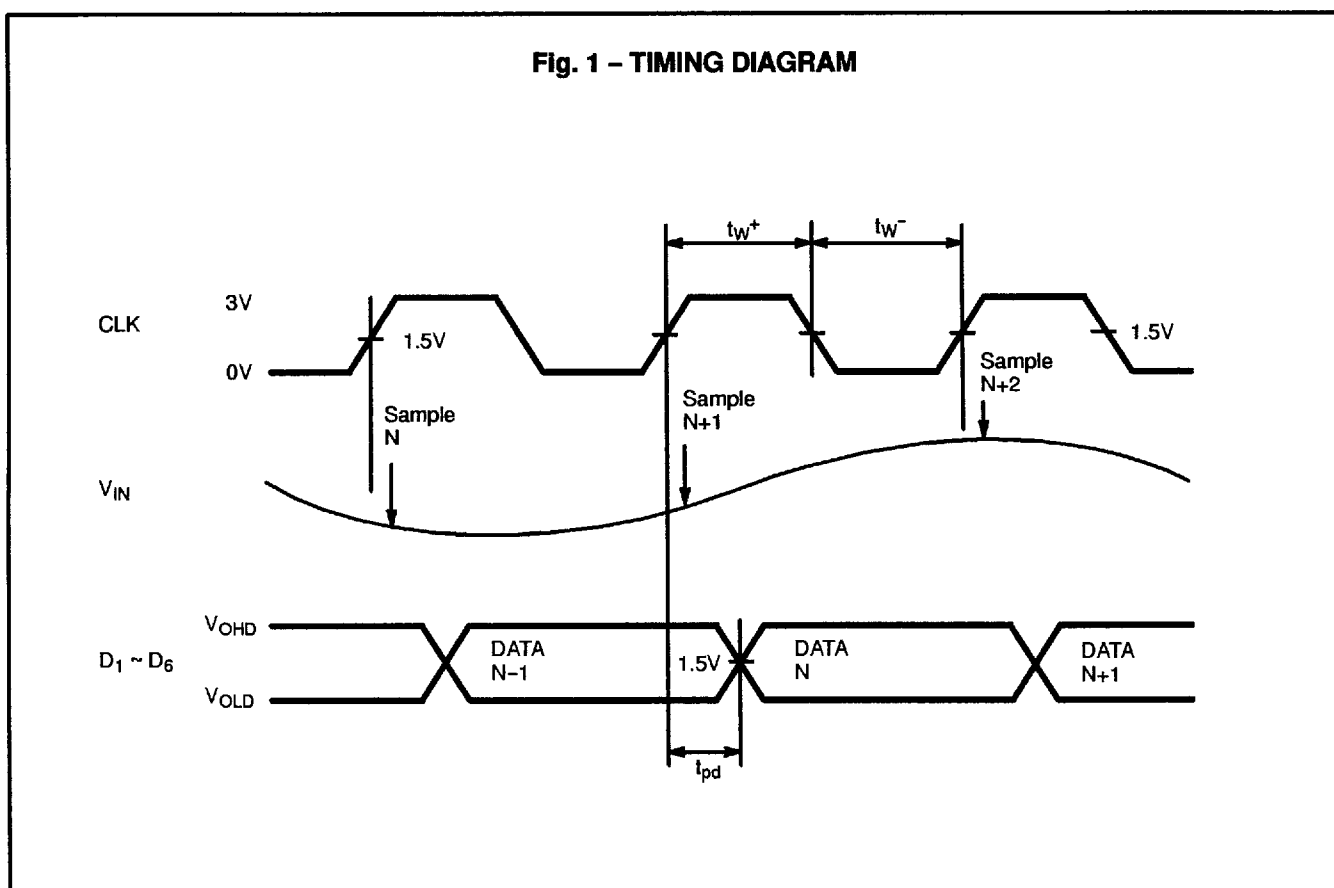 Fig. 1 – TIMING DIAGRAM
tW+
tW−
CLK
3V
1.5V
0V
1.5V
Sample
N
Sample
N+1
Sample
N+2
VIN
D1 ~ D6
VOHD
VOLD
DATA
N−1
1.5V
DATA
N
DATA
N+1
tpd